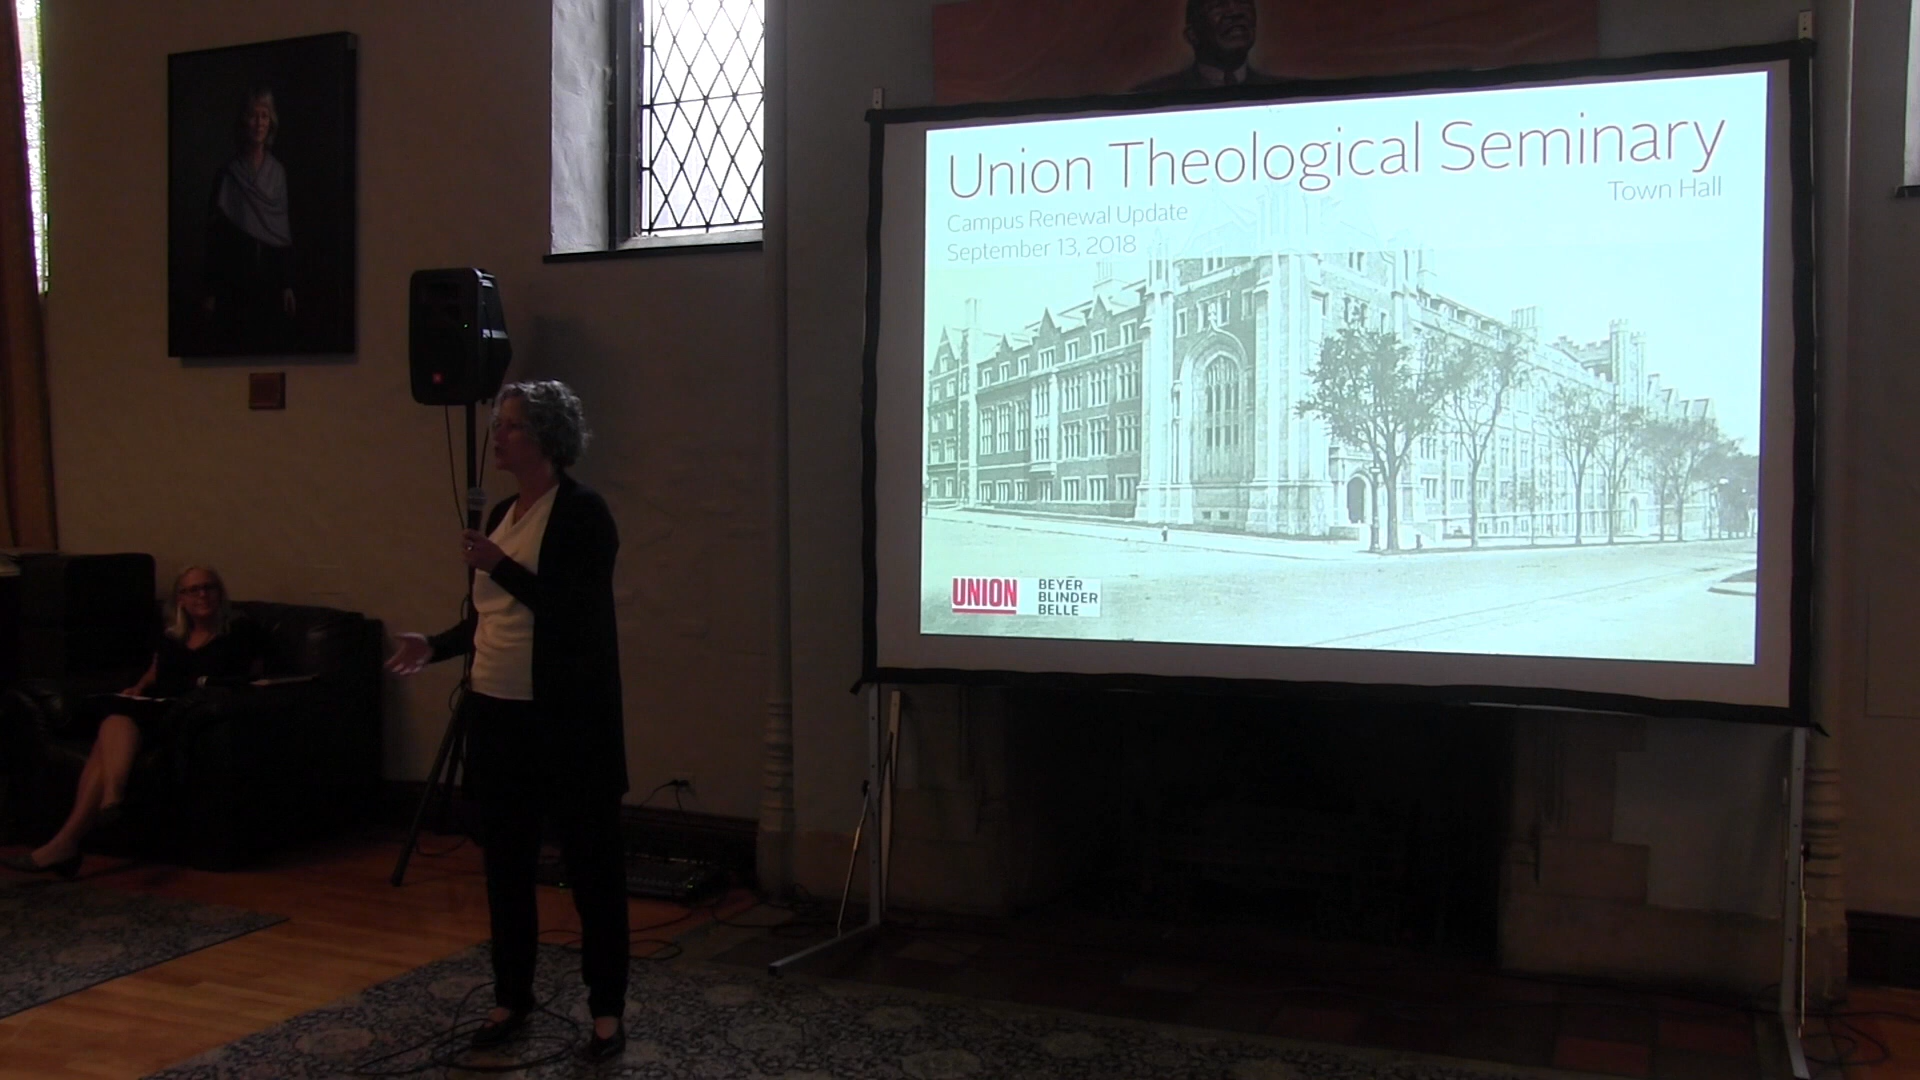 Union Theological Seminary
Town Hall
Campus Renewal Update
September 13, 2018
UNION
BEYER
BLINDER
BELLE